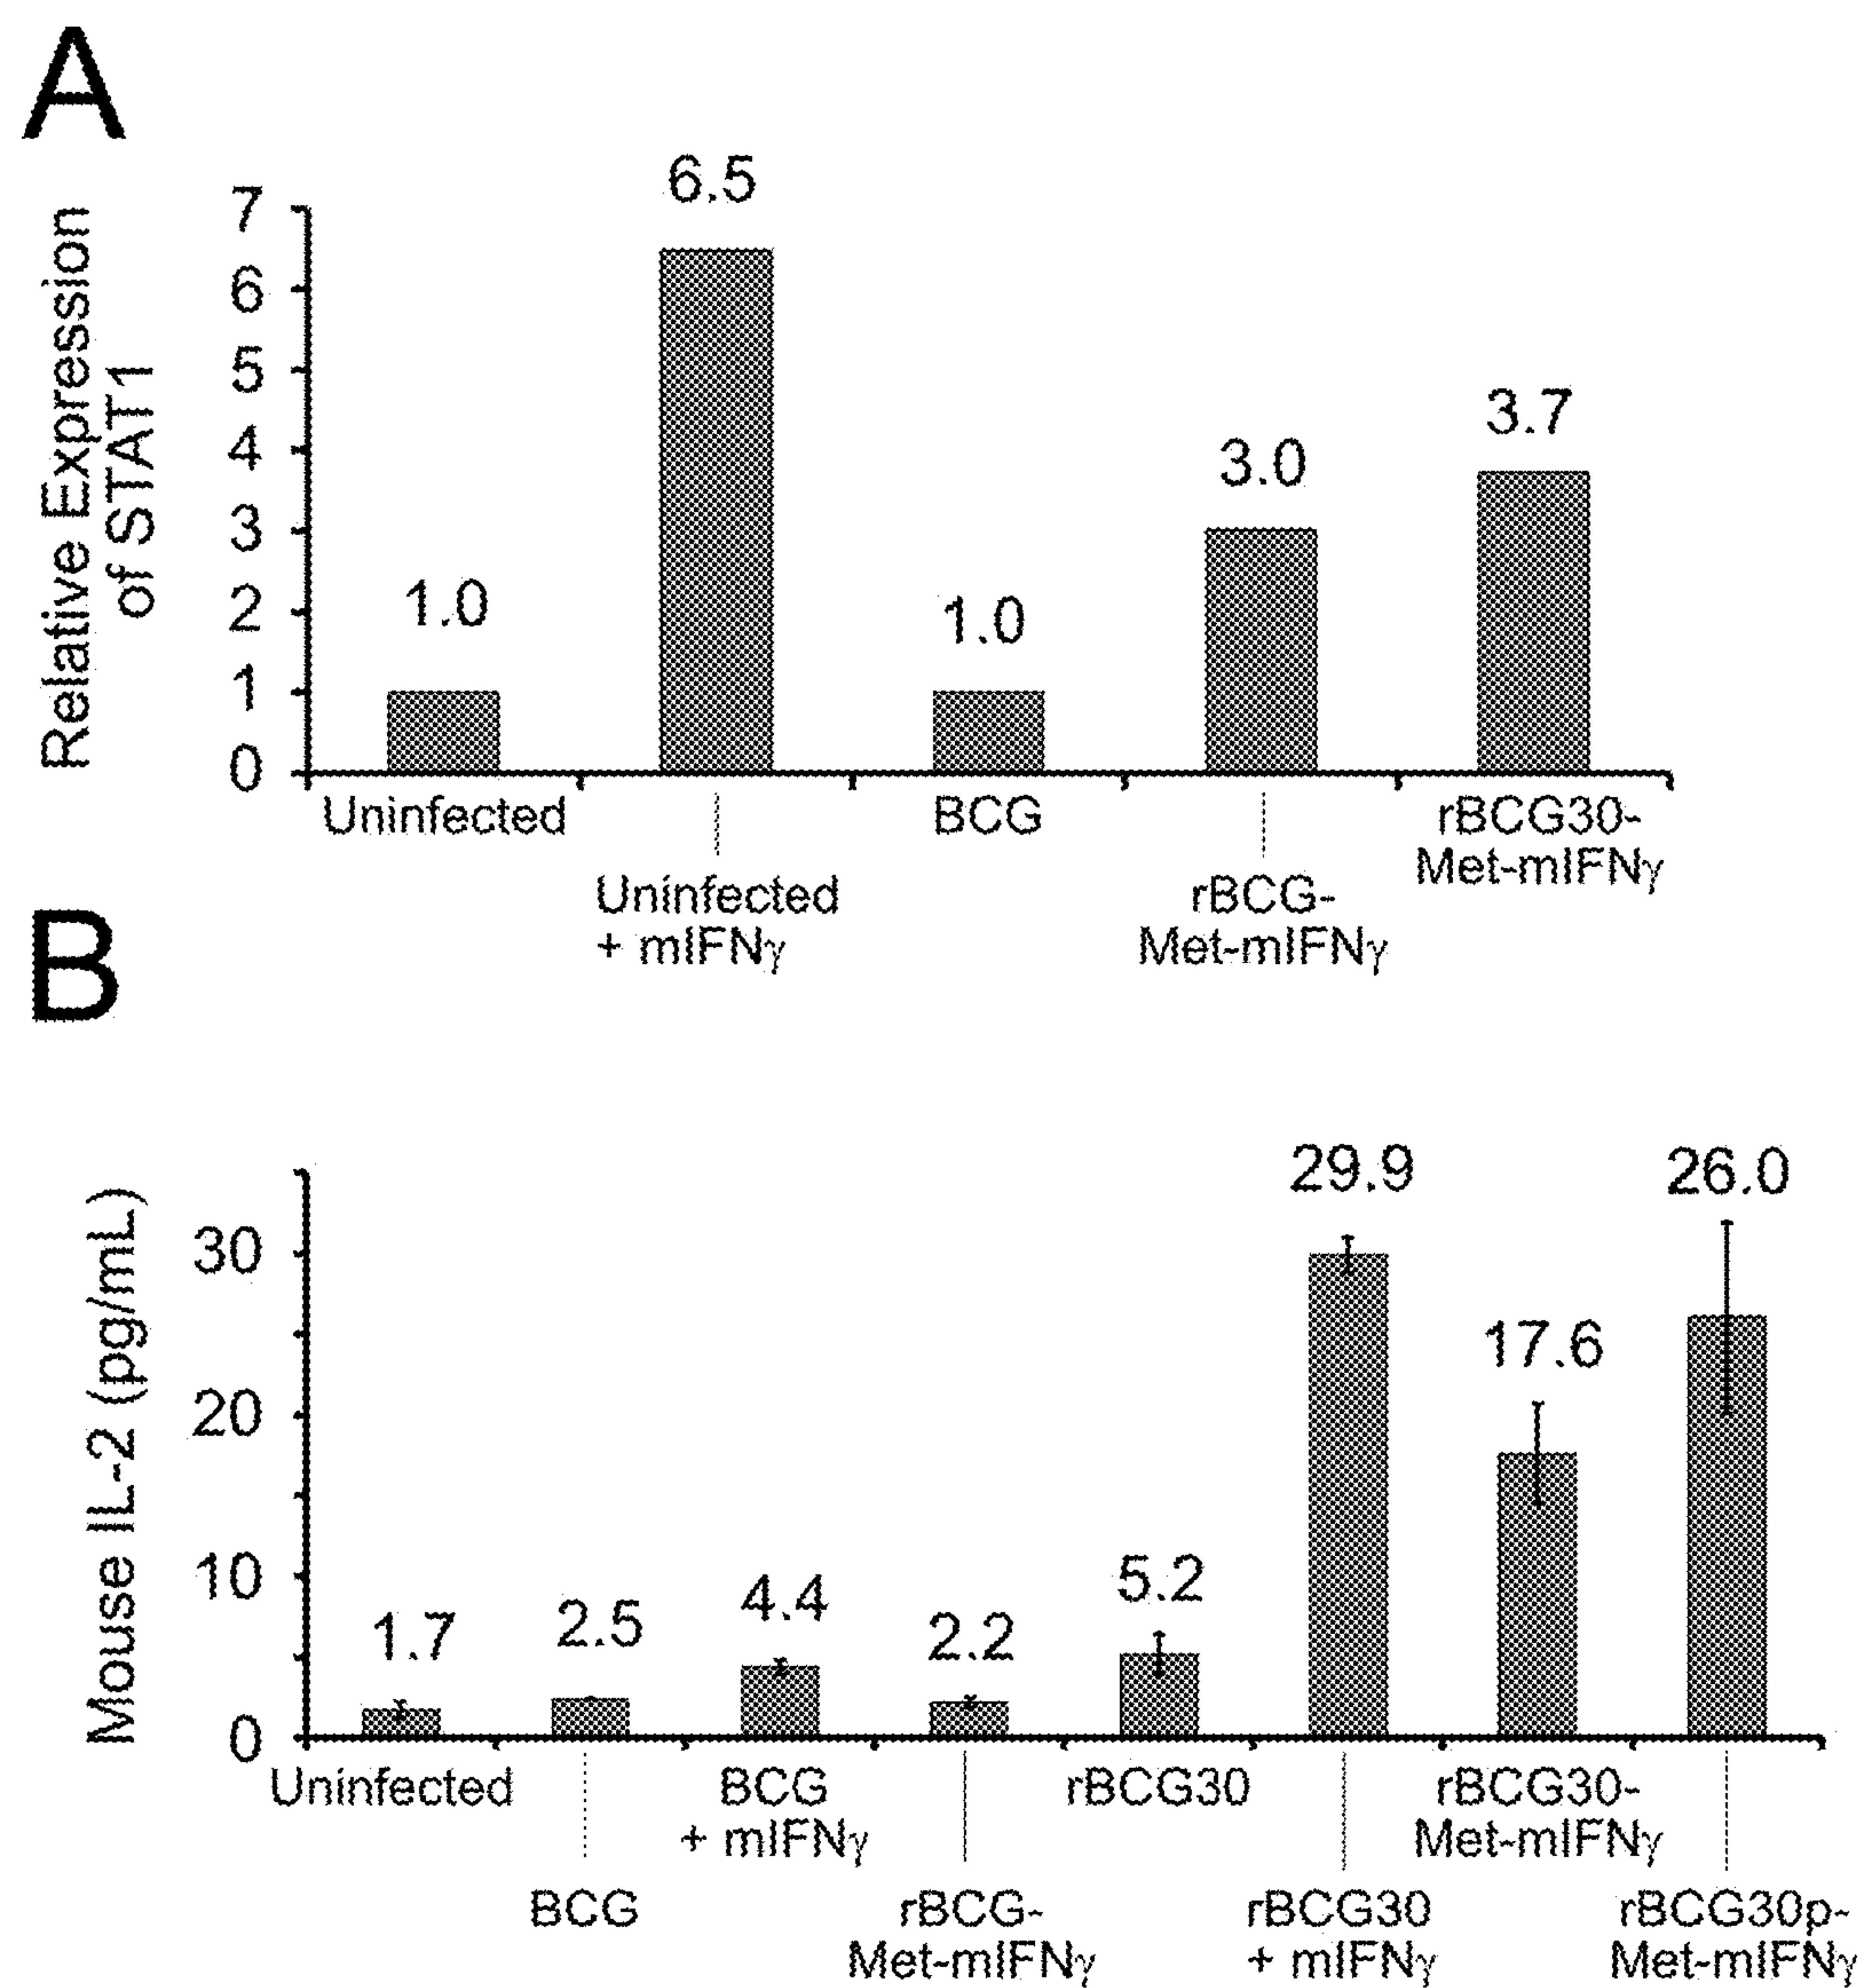 A
Relative Expression
of STAT1
7
6
5
4
3
2
1
0
1.0
6.5
1.0
3.0
3.7
Uninfected
Uninfected
+ mIFNγ
BCG
rBCG-
Met-mIFNγ
rBCG30-
Met-mIFNγ
B
Mouse IL-2 (pg/mL)
30
20
10
0
1.7
2.5
4.4
2.2
5.2
29.9
17.6
26.0
Uninfected
BCG
BCG
+ mIFNγ
rBCG-
Met-mIFNγ
rBCG30
rBCG30
+ mIFNγ
rBCG30-
Met-mIFNγ
rBCG30p-
Met-mIFNγ